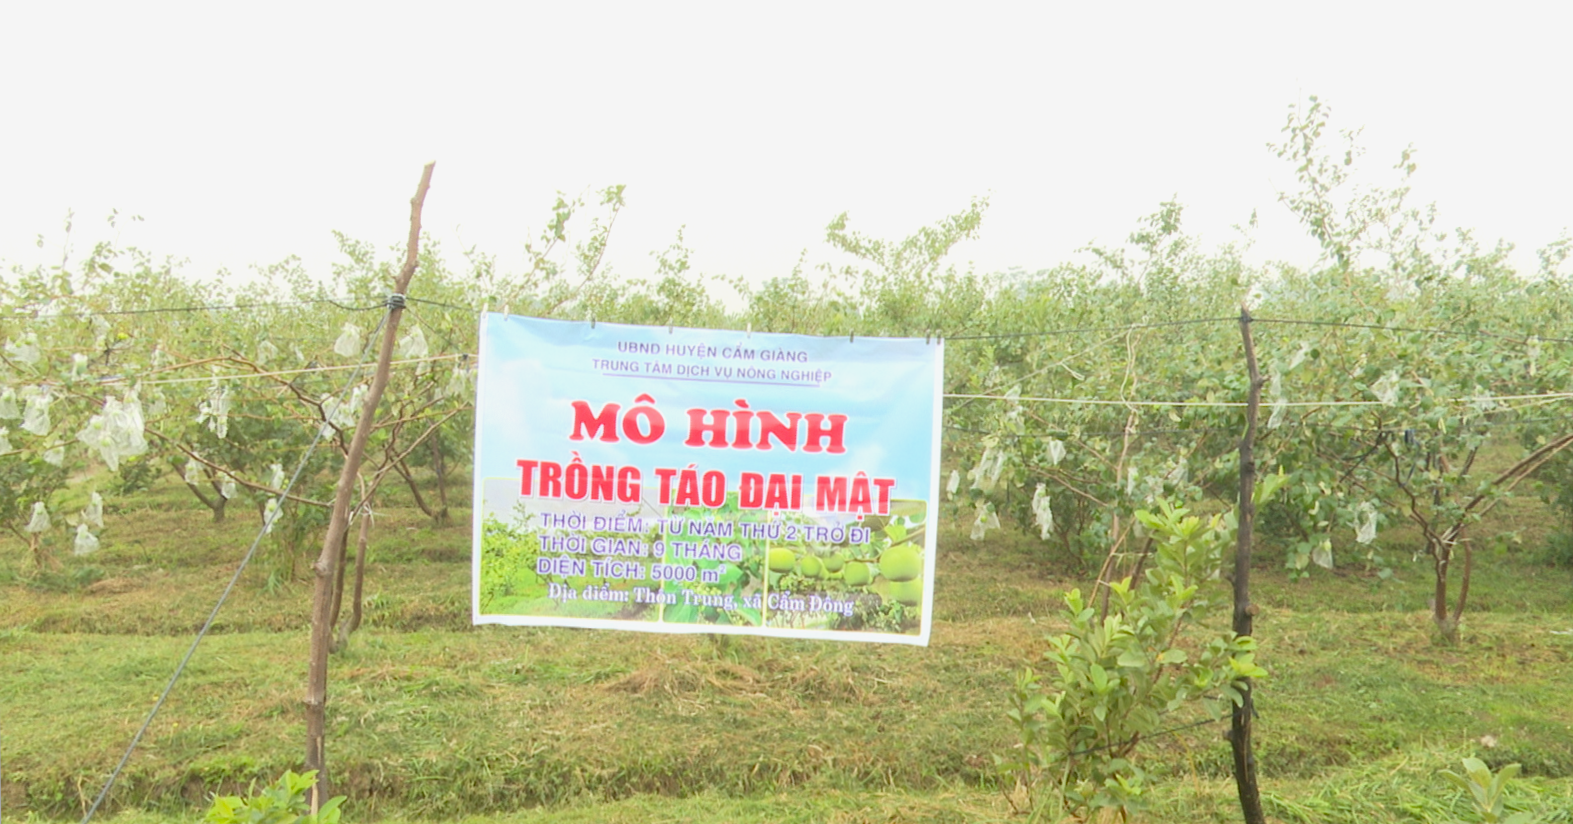 UBND HUYỆN CẨM GIÀNG
TRUNG TÂM DỊCH VỤ NÔNG NGHIỆP
MÔ HÌNH
TRỒNG TÁO ĐẠI MẬT
THỜI ĐIỂM: TỪ NĂM THỨ 2 TRỞ ĐI
THỜI GIAN: 9 THÁNG
DIỆN TÍCH: 5000 m²
Địa điểm: Thôn Trung, xã Cẩm Đông